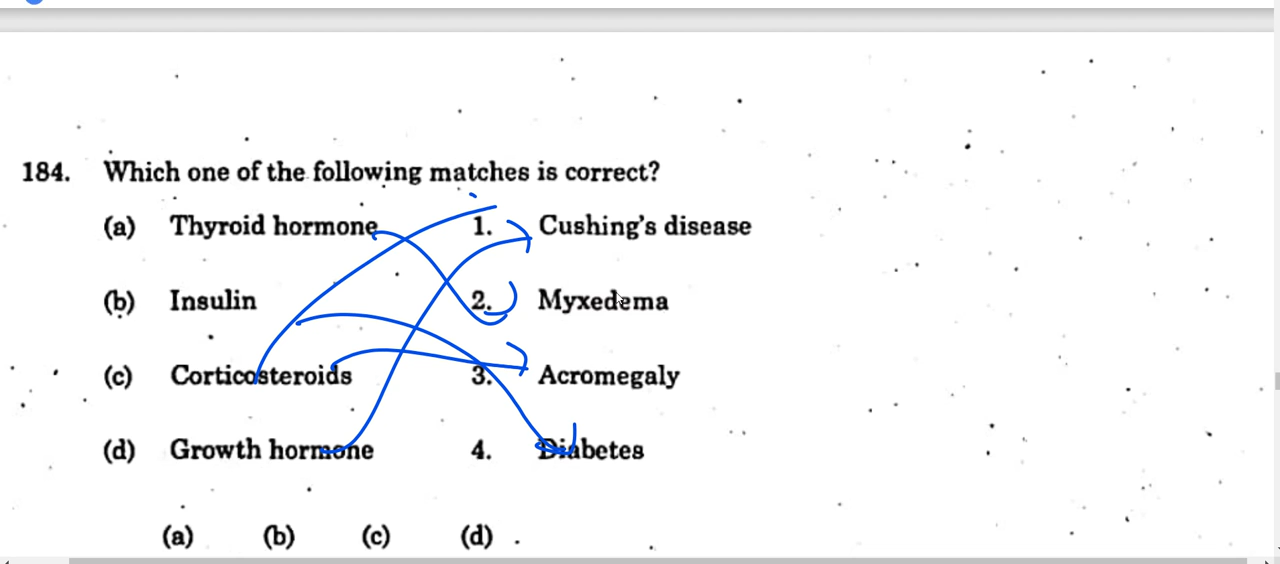 184. Which one of the following matches is correct?
(a) Thyroid hormone 1. Cushing's disease
(b) Insulin 2. Myxedema
(c) Corticosteroids 3. Acromegaly
(d) Growth hormone 4. Diabetes
(a) (b) (c) (d)